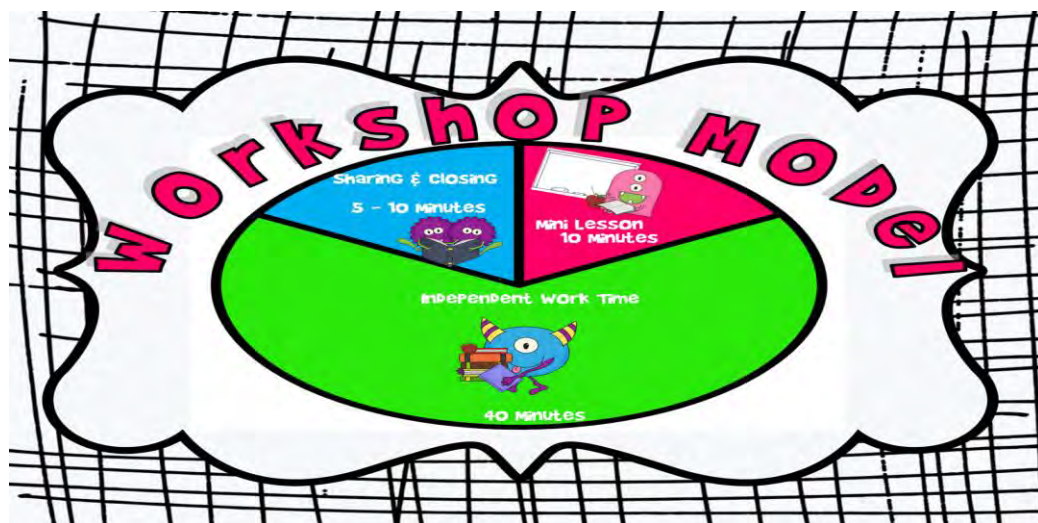 Workshop Model
Sharing & Closing
5 - 10 Minutes
Mini Lesson
10 Minutes
Independent Work Time
40 Minutes